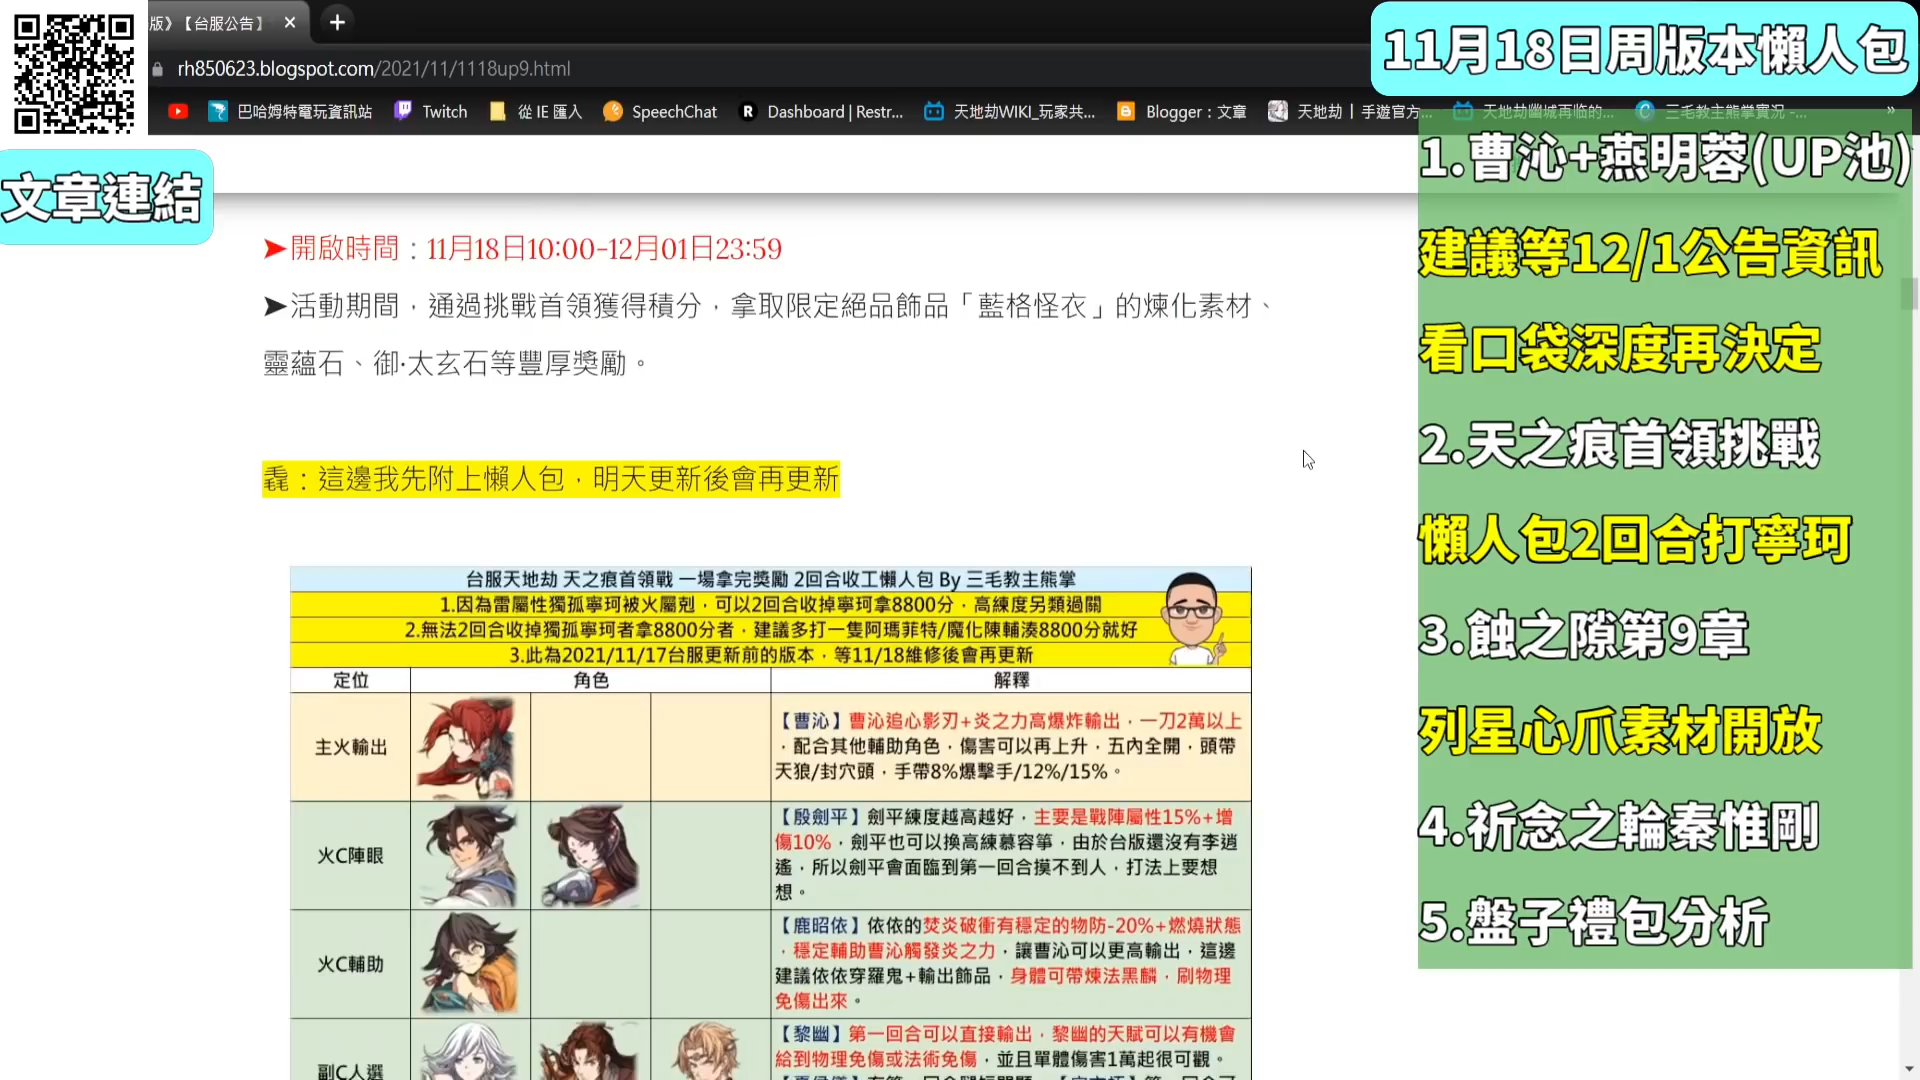 版》【台服公告】
rh850623.blogspot.com/2021/11/1118up9.html
巴哈姆特電玩資訊站
Twitch
從 IE 匯入
SpeechChat
Dashboard | Restr...
天地劫WIKI_玩家共...
Blogger：文章
天地劫丨手遊官方...
天地劫幽城再临的...
三毛教主熊掌實況 -...
文章連結
➤開啟時間：11月18日10:00-12月01日23:59
➤活動期間，通過挑戰首領獲得積分，拿取限定絕品飾品「藍格怪衣」的煉化素材、
靈蘊石、御·太玄石等豐厚獎勵。
毳：這邊我先附上懶人包，明天更新後會再更新
台服天地劫 天之痕首領戰 一場拿完獎勵 2回合收工懶人包 By 三毛教主熊掌
1.因為雷屬性獨孤寧珂被火屬剋，可以2回合收掉寧珂拿8800分，高練度另類過關
2.無法2回合收掉獨孤寧珂者拿8800分者，建議多打一隻阿瑪菲特/魔化陳輔湊8800分就好
3.此為2021/11/17台服更新前的版本，等11/18維修後會再更新
定位
角色
解釋
主火輸出
【曹沁】曹沁追心影刃+炎之力高爆炸輸出，一刀2萬以上
，配合其他輔助角色，傷害可以再上升，五內全開，頭帶
天狼/封穴頭，手帶8%爆擊手/12%/15%。
火C陣眼
【殷劍平】劍平練度越高越好，主要是戰陣屬性15%+增
傷10%，劍平也可以換高練慕容箏，由於台版還沒有李逍
遙，所以劍平會面臨到第一回合摸不到人，打法上要想
想。
火C輔助
【鹿昭依】依依的焚炎破衝有穩定的物防-20%+燃燒狀態
，穩定輔助曹沁觸發炎之力，讓曹沁可以更高輸出，這邊
建議依依穿羅鬼+輸出飾品，身體可帶煉法黑麟，刷物理
免傷出來。
副C人選
【黎幽】第一回合可以直接輸出，黎幽的天賦可以有機會
給到物理免傷或法術免傷，並且單體傷害1萬起很可觀。
11月18日周版本懶人包
1.曹沁+燕明蓉(UP池)
建議等12/1公告資訊
看口袋深度再決定
2.天之痕首領挑戰
懶人包2回合打寧珂
3.蝕之隙第9章
列星心爪素材開放
4.祈念之輪秦惟剛
5.盤子禮包分析